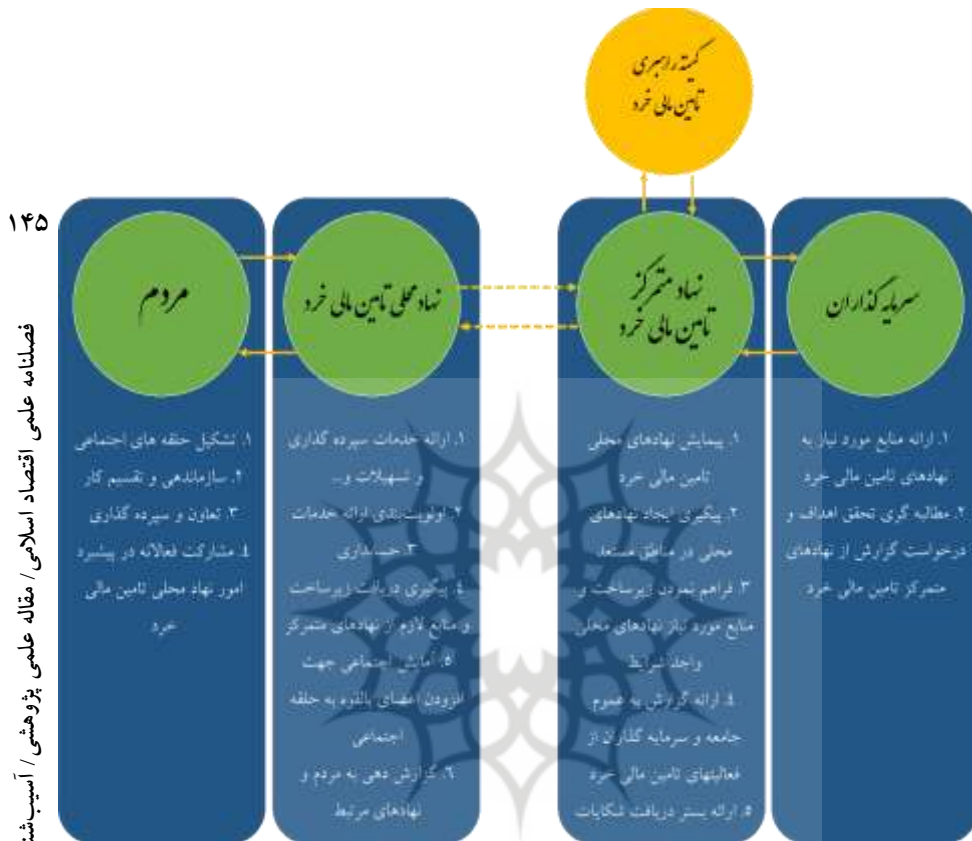 کمیته راهبری
تامین مالی خرد
سرمایه گذاران
۱. ارائه منابع مورد نیاز به
نهادهای تامین مالی خرد
۲. مطالبه گری تحقق اهداف و
درخواست گزارش از نهادهای
متمرکز تامین مالی خرد
نهاد متمرکز
تامین مالی خرد
۱. پیمایش نهادهای محلی
تامین مالی خرد
۲. پیگیری ایجاد نهادهای
محلی در مناطق مستعد
۳. فراهم نمودن زیرساخت و
منابع مورد نیاز نهادهای محلی
واجد شرایط
٤. ارائه گزارش به عموم
جامعه و سرمایه گذاران از
فعالیتهای تامین مالی خرد
۵. ارائه بستر دریافت شکایات
نهاد محلی تامین مالی خرد
۱. ارائه خدمات سپرده گذاری
و تسهیلات و...
۲. اولویت‌بندی ارائه خدمات
۳. حسابداری
٤. پیگیری دریافت زیرساخت
و منابع لازم از نهادهای متمرکز
۵. آمایش اجتماعی جهت
افزودن اعضای بالقوه به حلقه
اجتماعی
٦. گزارش دهی به مردم و
نهادهای مرتبط
مردم
۱. تشکیل حلقه های اجتماعی
۲. سازماندهی و تقسیم کار
۳. تعاون و سپرده گذاری
٤. مشارکت فعالانه در پیشبرد
امور نهاد محلی تامین مالی
خرد
۱۴۵
فصلنامه علمی اقتصاد اسلامی/ مقاله علمی پژوهشی/